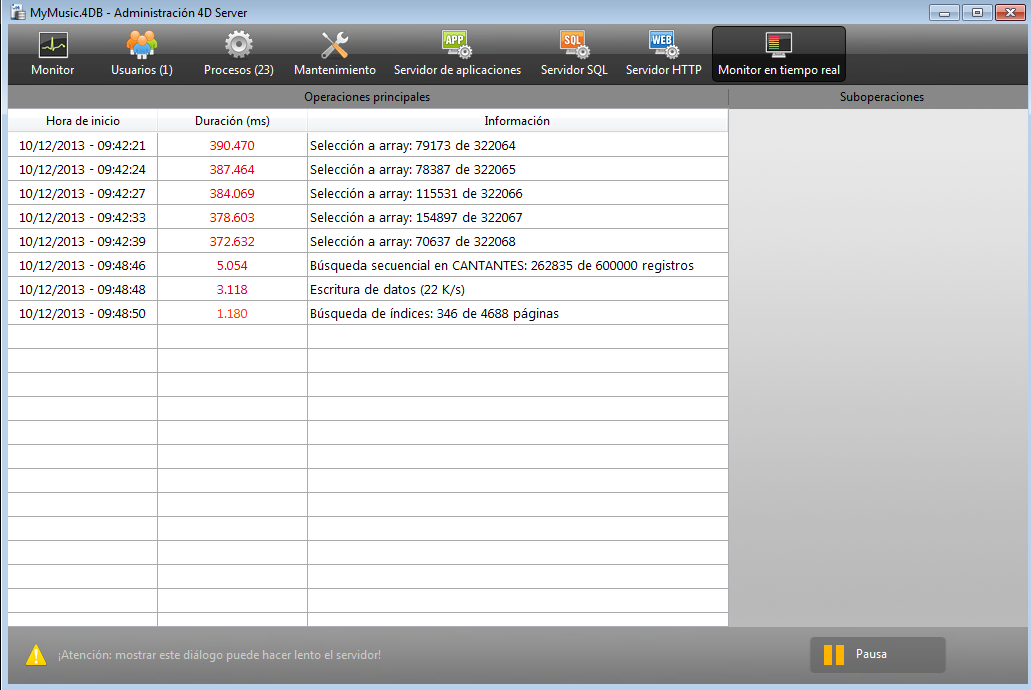 MyMusic.4DB - Administración 4D Server
Monitor Usuarios (1) Procesos (23) Mantenimiento APP Servidor de aplicaciones SQL Servidor SQL WEB Servidor HTTP Monitor en tiempo real
Operaciones principales Suboperaciones
Hora de inicio Duración (ms) Información
10/12/2013 - 09:42:21 390.470 Selección a array: 79173 de 322064
10/12/2013 - 09:42:24 387.464 Selección a array: 78387 de 322065
10/12/2013 - 09:42:27 384.069 Selección a array: 115531 de 322066
10/12/2013 - 09:42:33 378.603 Selección a array: 154897 de 322067
10/12/2013 - 09:42:39 372.632 Selección a array: 70637 de 322068
10/12/2013 - 09:48:46 5.054 Búsqueda secuencial en CANTANTES: 262835 de 600000 registros
10/12/2013 - 09:48:48 3.118 Escritura de datos (22 K/s)
10/12/2013 - 09:48:50 1.180 Búsqueda de índices: 346 de 4688 páginas
¡Atención: mostrar este diálogo puede hacer lento el servidor! Pausa